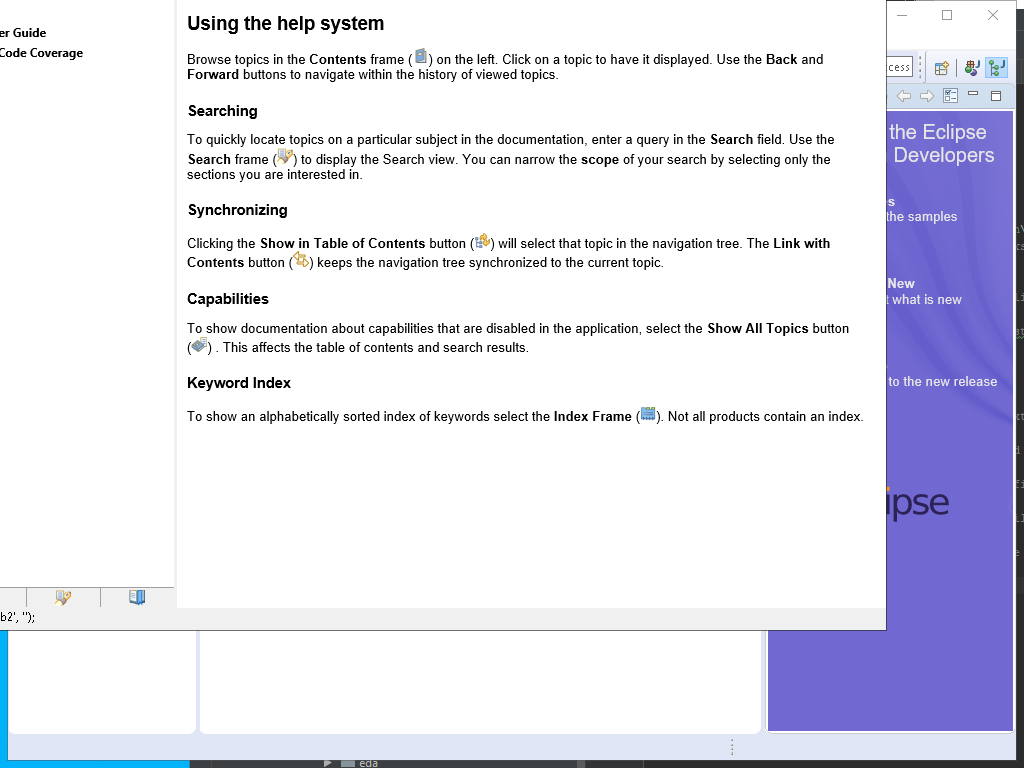 Using the help system
er Guide
Code Coverage
Browse topics in the Contents frame ( ) on the left. Click on a topic to have it displayed. Use the Back and
Forward buttons to navigate within the history of viewed topics.
Searching
To quickly locate topics on a particular subject in the documentation, enter a query in the Search field. Use the
Search frame ( ) to display the Search view. You can narrow the scope of your search by selecting only the
sections you are interested in.
Synchronizing
Clicking the Show in Table of Contents button ( ) will select that topic in the navigation tree. The Link with
Contents button ( ) keeps the navigation tree synchronized to the current topic.
Capabilities
To show documentation about capabilities that are disabled in the application, select the Show All Topics button
( ) . This affects the table of contents and search results.
Keyword Index
To show an alphabetically sorted index of keywords select the Index Frame ( ). Not all products contain an index.
b2', '');
cess
the Eclipse
Developers
s
the samples
New
t what is new
to the new release
ipse
eda